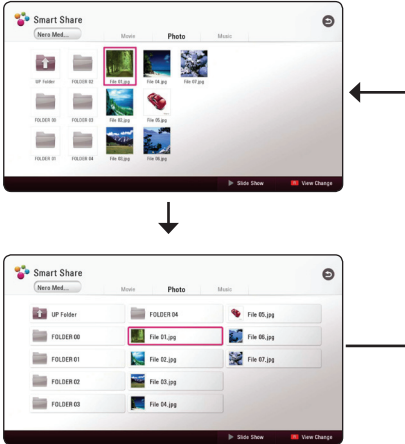 Smart Share
Nero Med...
Movie Photo Music
UP Folder FOLDER 02 File 01.jpg File 04.jpg File 07.jpg
FOLDER 00 FOLDER 03 File 02.jpg File 05.jpg
FOLDER 01 FOLDER 04 File 03.jpg File 06.jpg
Slide Show View Change
Smart Share
Nero Med...
Movie Photo Music
UP Folder FOLDER 04 File 05.jpg
FOLDER 00 File 01.jpg File 06.jpg
FOLDER 01 File 02.jpg File 07.jpg
FOLDER 02 File 03.jpg
FOLDER 03 File 04.jpg
Slide Show View Change